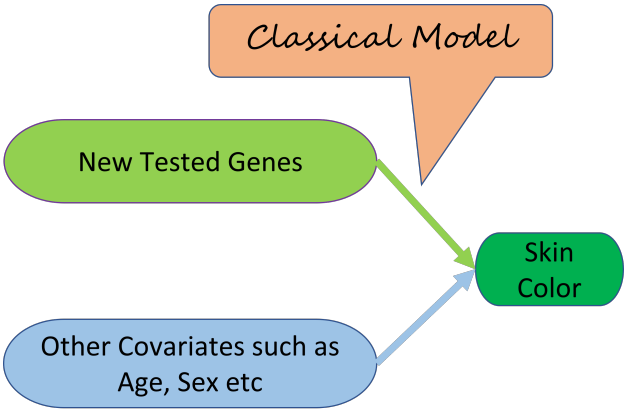 Classical Model
New Tested Genes
Skin
Color
Other Covariates such as
Age, Sex etc